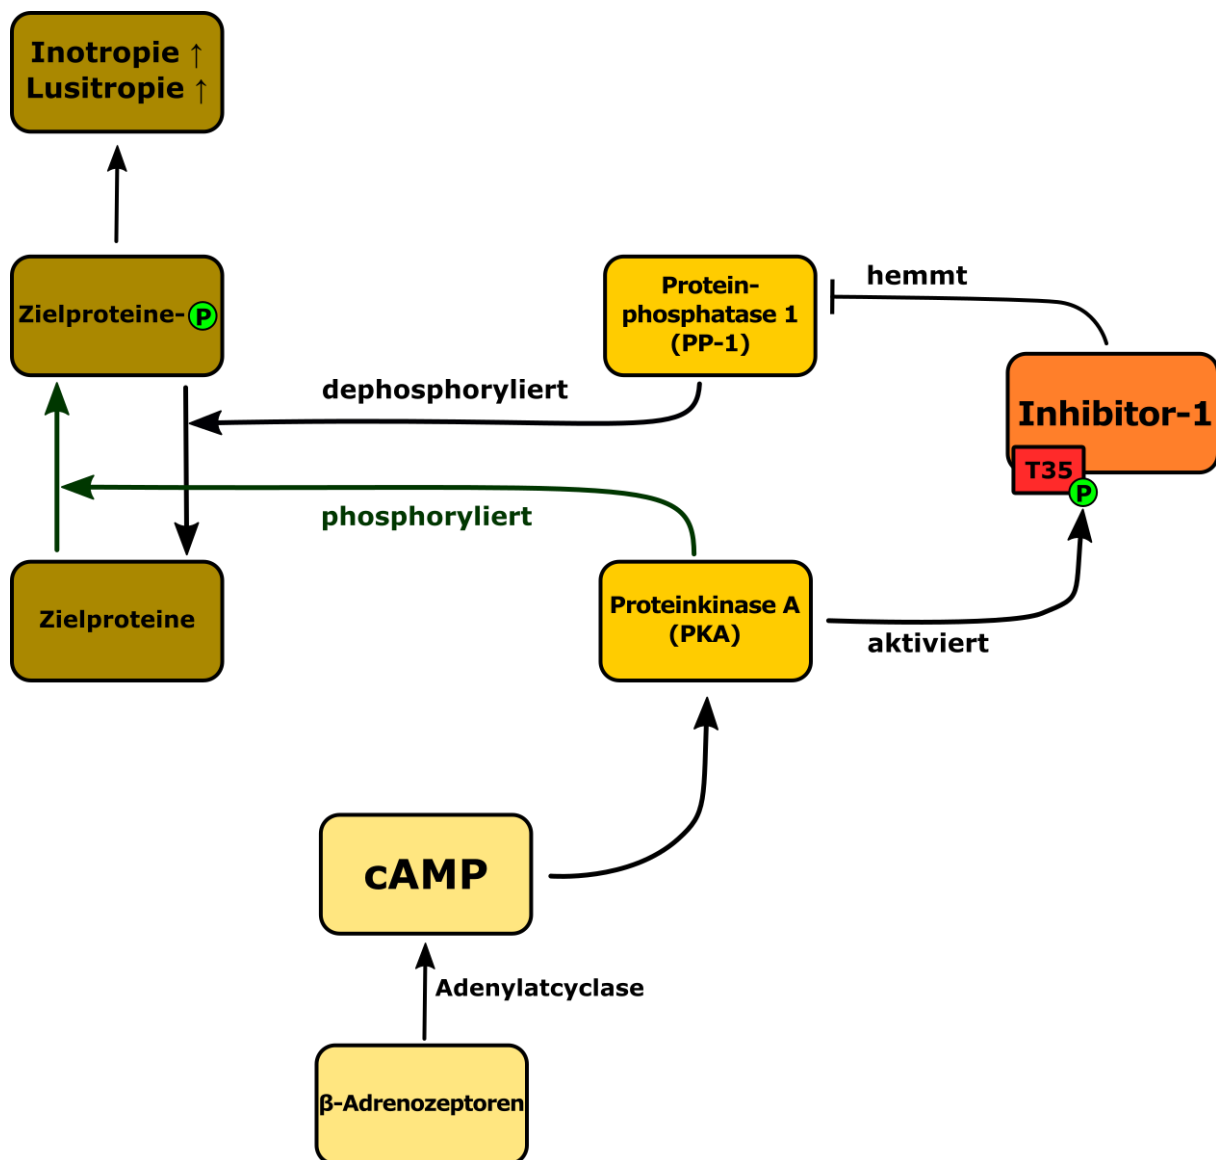 Inotropie ↑
Lusitropie ↑
Zielproteine-P
Protein-
phosphatase 1
(PP-1)
hemmt
dephosphoryliert
Inhibitor-1
T35
P
phosphoryliert
Zielproteine
Proteinkinase A
(PKA)
aktiviert
cAMP
Adenylatcyclase
ß-Adrenozeptoren